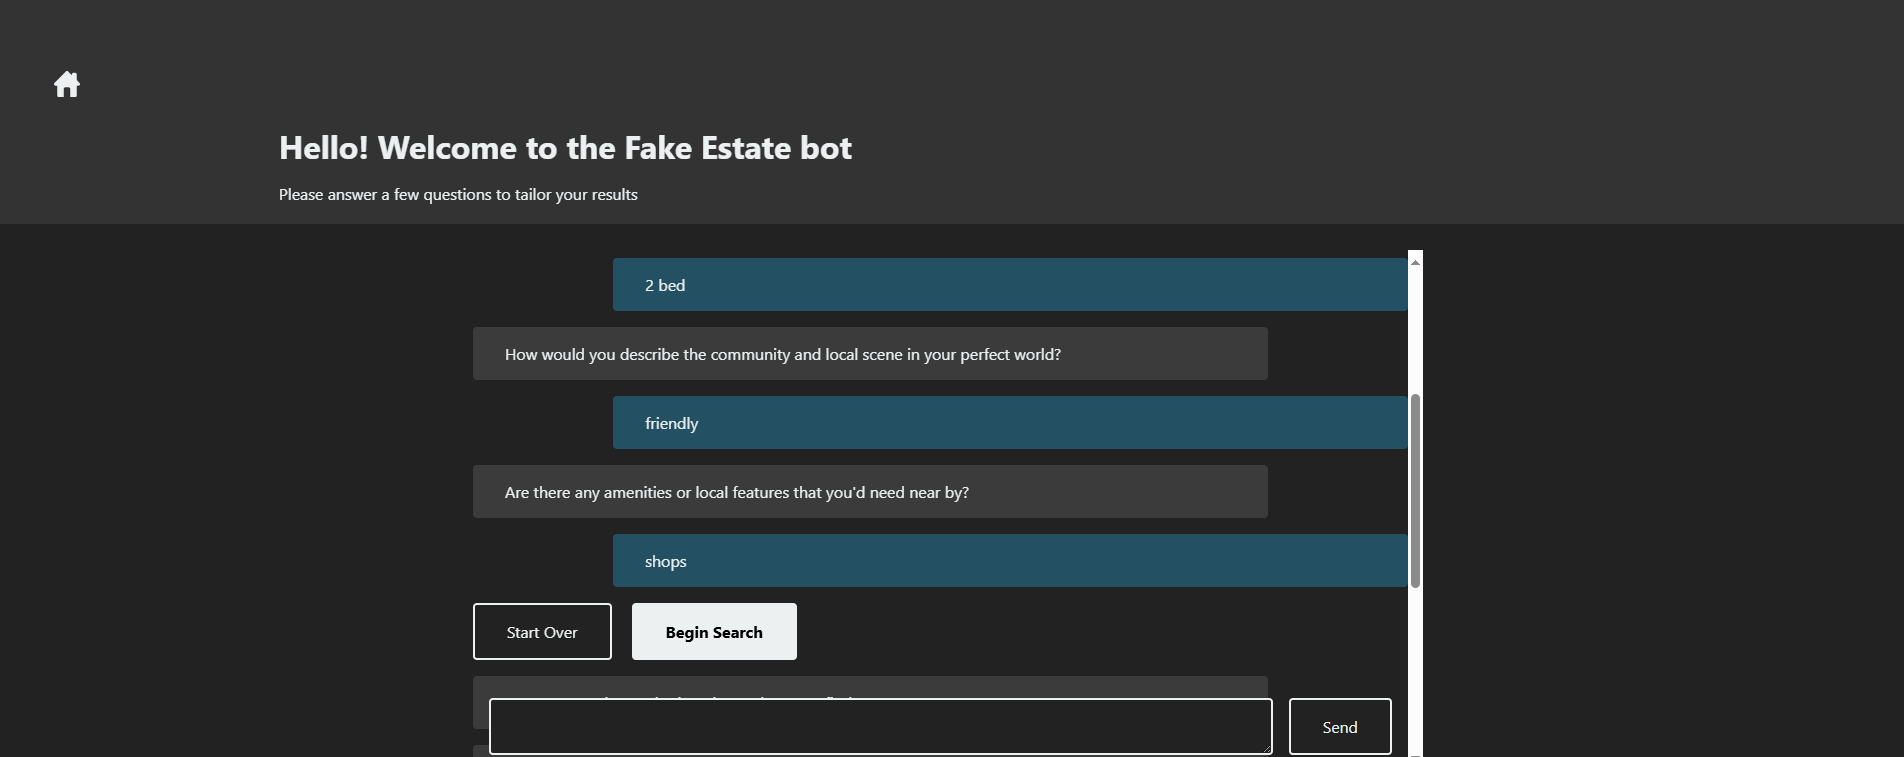 Hello! Welcome to the Fake Estate bot
Please answer a few questions to tailor your results
2 bed
How would you describe the community and local scene in your perfect world?
friendly
Are there any amenities or local features that you'd need near by?
shops
Start Over
Begin Search
Send